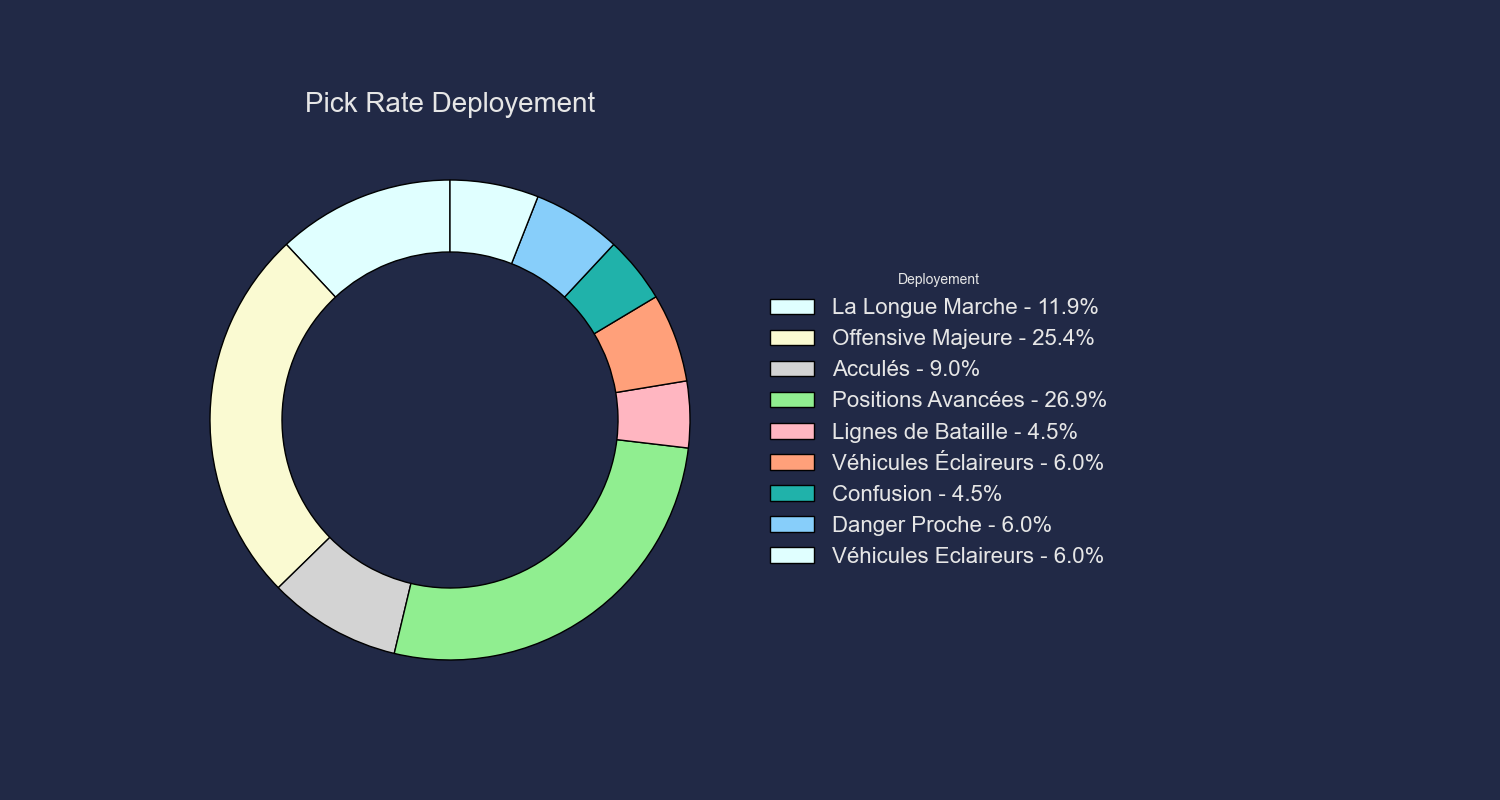 Pick Rate Deployement
Deployement
La Longue Marche - 11.9%
Offensive Majeure - 25.4%
Acculés - 9.0%
Positions Avancées - 26.9%
Lignes de Bataille - 4.5%
Véhicules Éclaireurs - 6.0%
Confusion - 4.5%
Danger Proche - 6.0%
Véhicules Eclaireurs - 6.0%